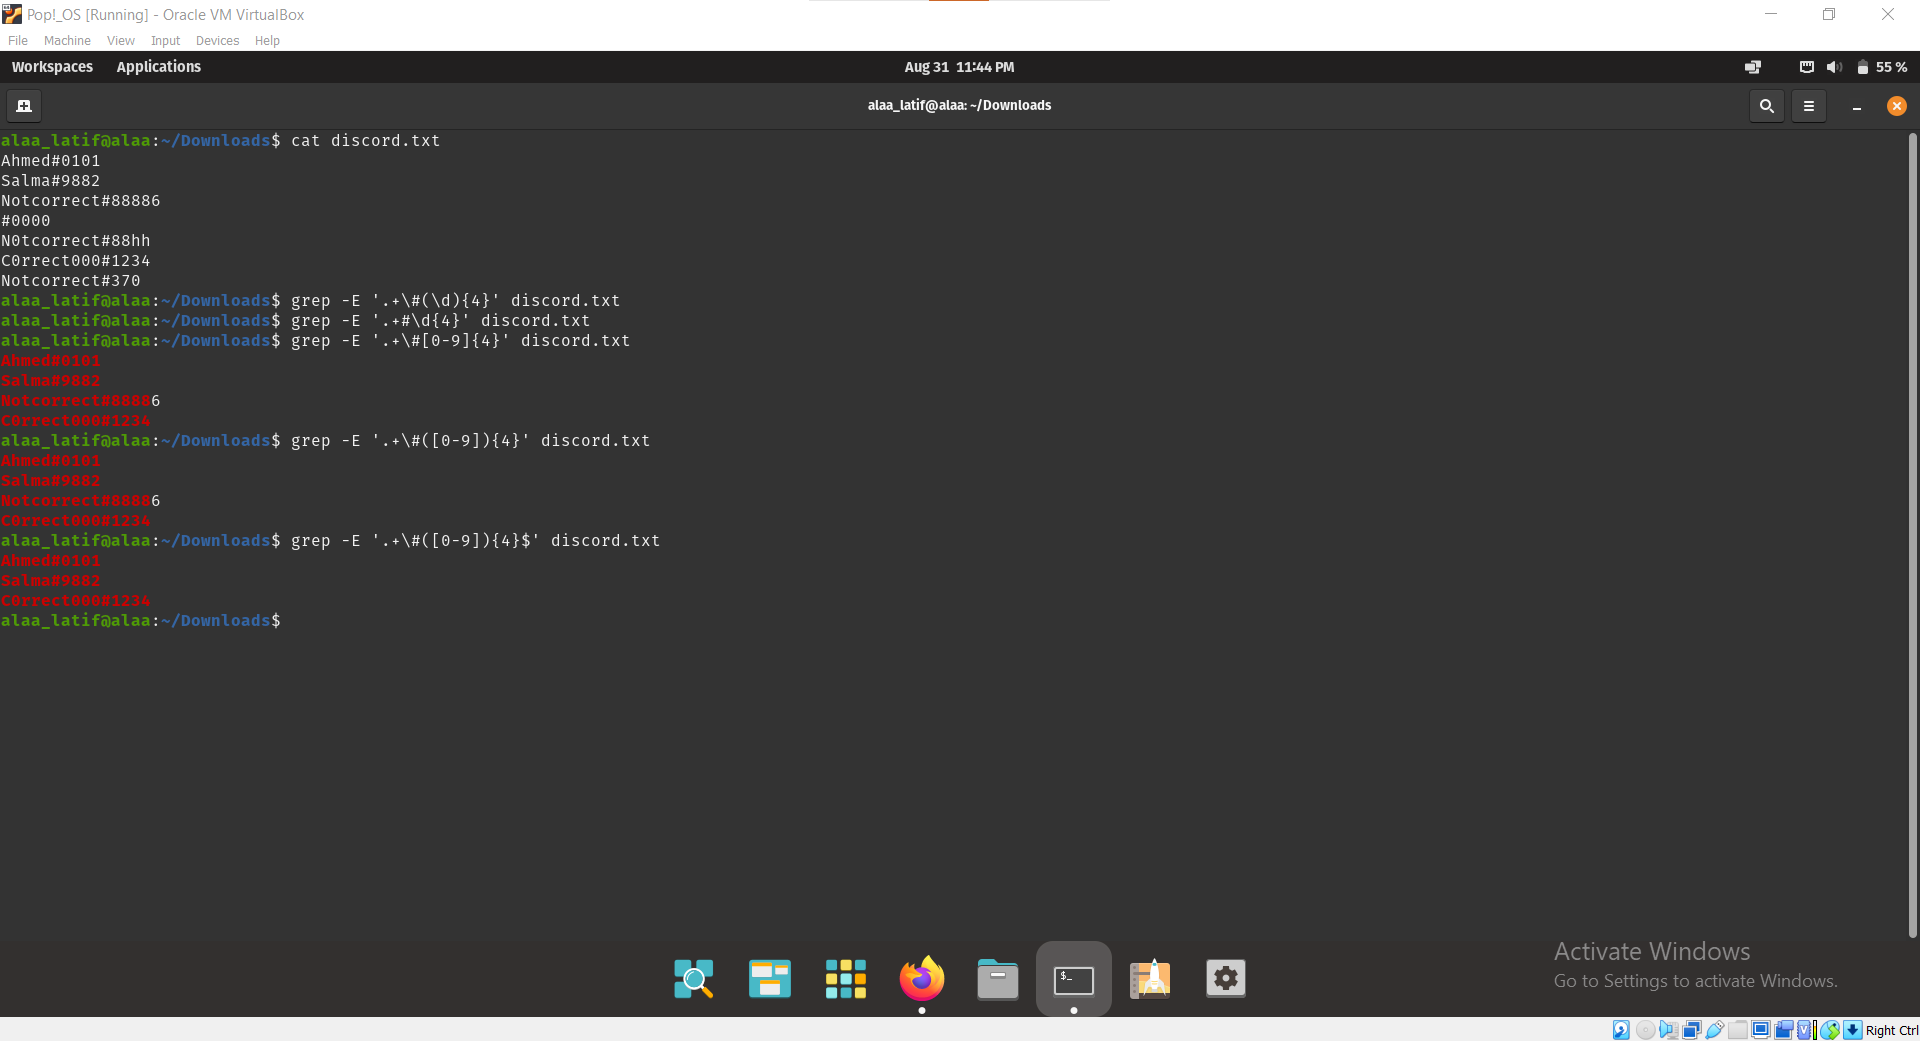 Pop!_OS [Running] - Oracle VM VirtualBox
File Machine View Input Devices Help
Workspaces Applications Aug 31 11:44 PM 55 %
alaa_latif@alaa: ~/Downloads
alaa_latif@alaa:~/Downloads$ cat discord.txt
Ahmed#0101
Salma#9882
Notcorrect#88886
#0000
N0tcorrect#88hh
C0rrect000#1234
Notcorrect#370
alaa_latif@alaa:~/Downloads$ grep -E '.+\#(\d){4}' discord.txt
alaa_latif@alaa:~/Downloads$ grep -E '.+#\d{4}' discord.txt
alaa_latif@alaa:~/Downloads$ grep -E '.+\#[0-9]{4}' discord.txt
Ahmed#0101
Salma#9882
Notcorrect#88886
C0rrect000#1234
alaa_latif@alaa:~/Downloads$ grep -E '.+\#([0-9]){4}' discord.txt
Ahmed#0101
Salma#9882
Notcorrect#88886
C0rrect000#1234
alaa_latif@alaa:~/Downloads$ grep -E '.+\#([0-9]){4}$' discord.txt
Ahmed#0101
Salma#9882
C0rrect000#1234
alaa_latif@alaa:~/Downloads$
$_
Activate Windows
Go to Settings to activate Windows.
Right Ctrl